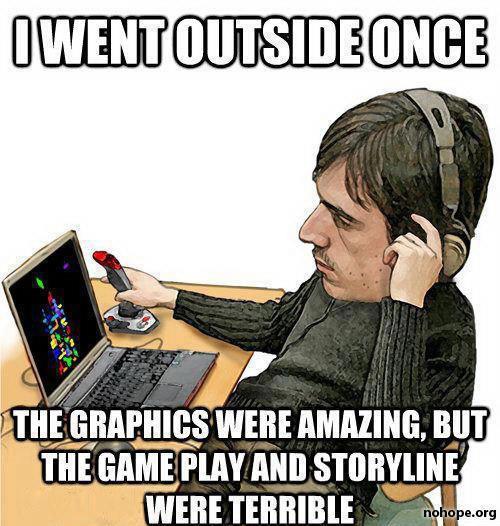 I WENT OUTSIDE ONCE
THE GRAPHICS WERE AMAZING, BUT
THE GAME PLAY AND STORYLINE
WERE TERRIBLE
nohope.org